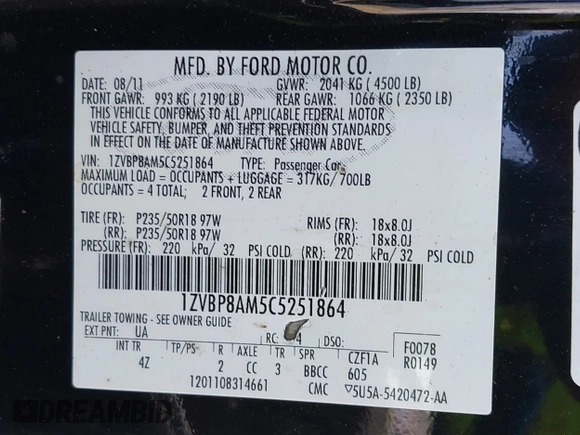 MFD. BY FORD MOTOR CO.
DATE: 08/11 GVWR: 2041 KG ( 4500 LB)
FRONT GAWR: 993 KG ( 2190 LB) REAR GAWR: 1066 KG ( 2350 LB)
THIS VEHICLE CONFORMS TO ALL APPLICABLE FEDERAL MOTOR
VEHICLE SAFETY, BUMPER, AND THEFT PREVENTION STANDARDS
IN EFFECT ON THE DATE OF MANUFACTURE SHOWN ABOVE.
VIN: 1ZVBP8AM5C5251864 TYPE: Passenger Car
MAXIMUM LOAD = OCCUPANTS + LUGGAGE = 317KG/700LB
OCCUPANTS = 4 TOTAL; 2 FRONT, 2 REAR
TIRE (FR): P235/50R18 97W RIMS (FR): 18x8.0J
(RR): P235/50R18 97W (RR): 18x8.0J
PRESSURE (FR): 220 kPa/ 32 PSI COLD (RR): 220 kPa/ 32 PSI COLD
1ZVBP8AM5C5251864
TRAILER TOWING - SEE OWNER GUIDE
EXT PNT: UA RC: 4 DSO: F0078
R0149
INT TR TP/PS R AXLE TR SPR CZF1A
4Z 2 CC 3 BBCC 605
120110B314661 CMC ▽5U5A-5420472-AA
DREAMBID